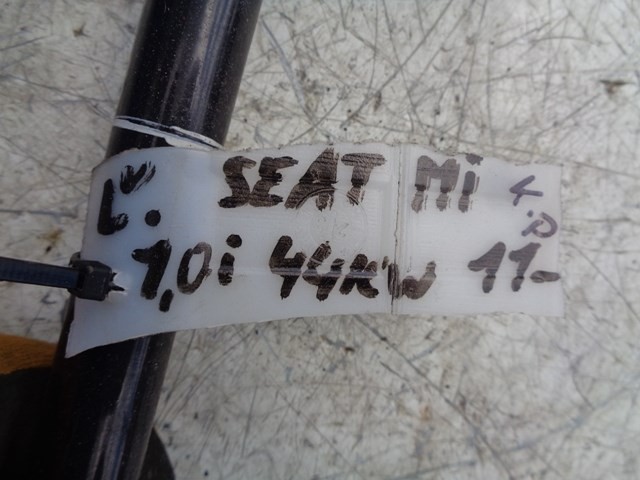 L. SEAT Mi 4.D
1,0i 44KW 11-